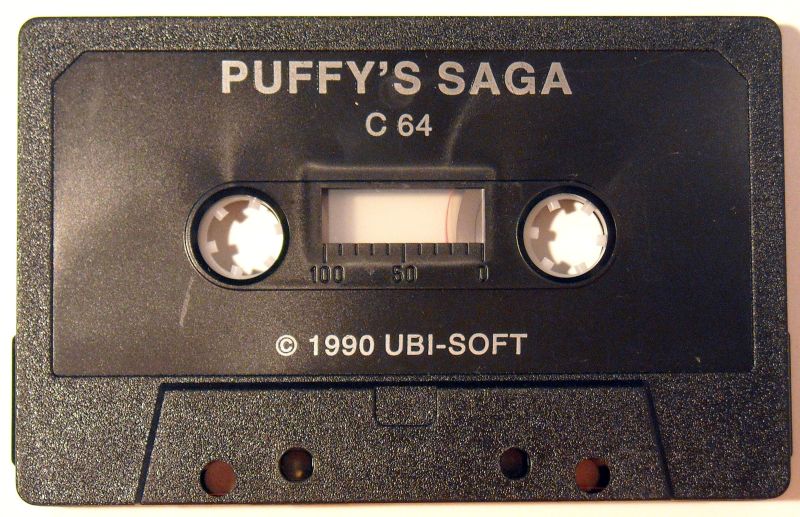 PUFFY'S SAGA
C 64
100 50 0
© 1990 UBI-SOFT